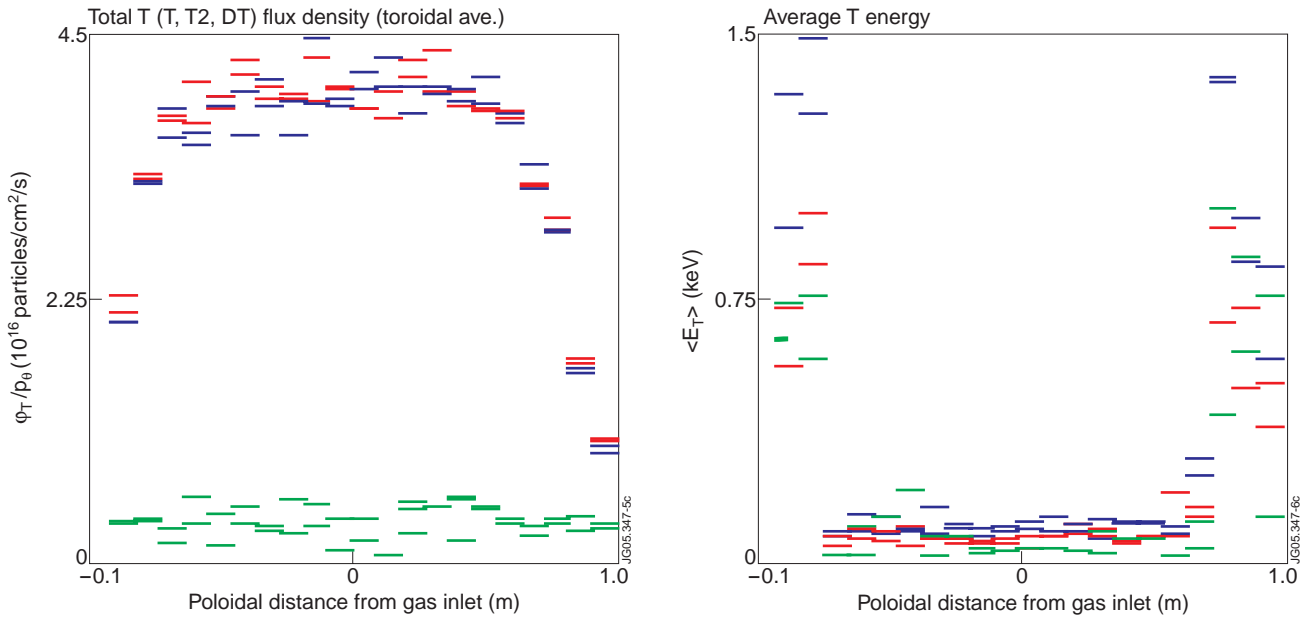 Total T (T, T2, DT) flux density (toroidal ave.)
4.5
2.25
0
φT/pθ (10¹⁶ particles/cm²/s)
−0.1
0
1.0
Poloidal distance from gas inlet (m)
JG05.347-5c
Average T energy
1.5
0.75
0
<ET> (keV)
−0.1
0
1.0
Poloidal distance from gas inlet (m)
JG05.347-6c